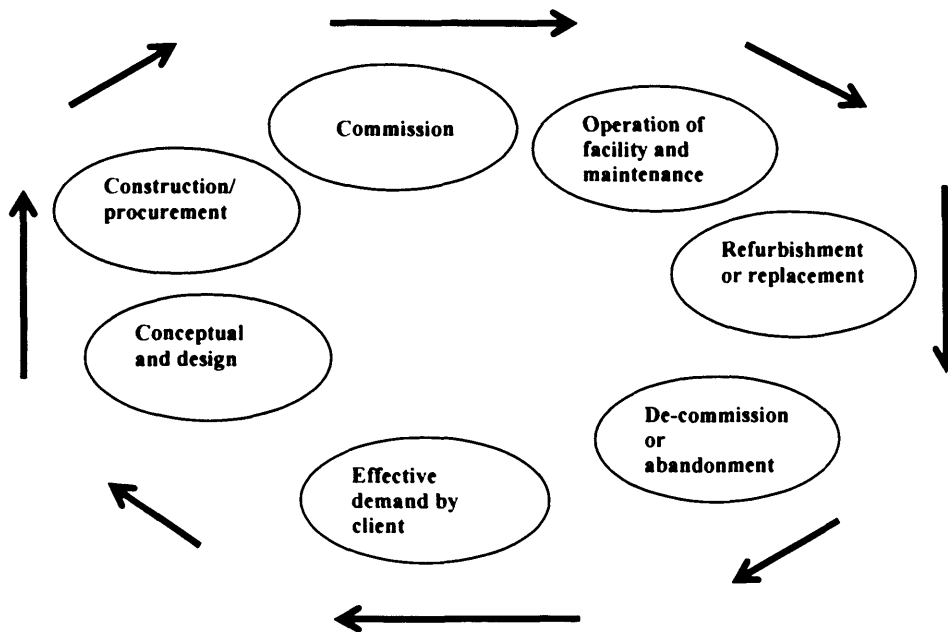 Commission
Operation of
facility and
maintenance
Construction/
procurement
Refurbishment
or replacement
Conceptual
and design
De-commission
or
abandonment
Effective
demand by
client